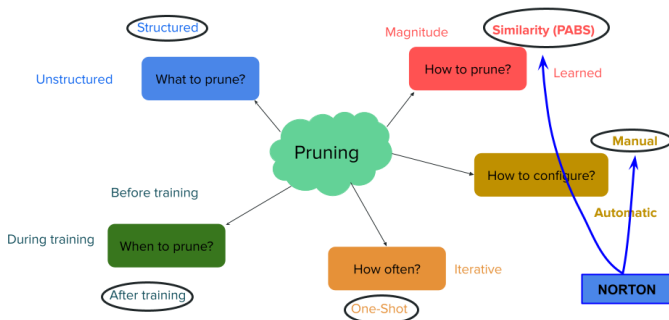 Structured
Magnitude
Similarity (PABS)
Unstructured
What to prune?
How to prune?
Learned
Pruning
Manual
How to configure?
Before training
Automatic
During training
When to prune?
How often?
Iterative
NORTON
After training
One-Shot